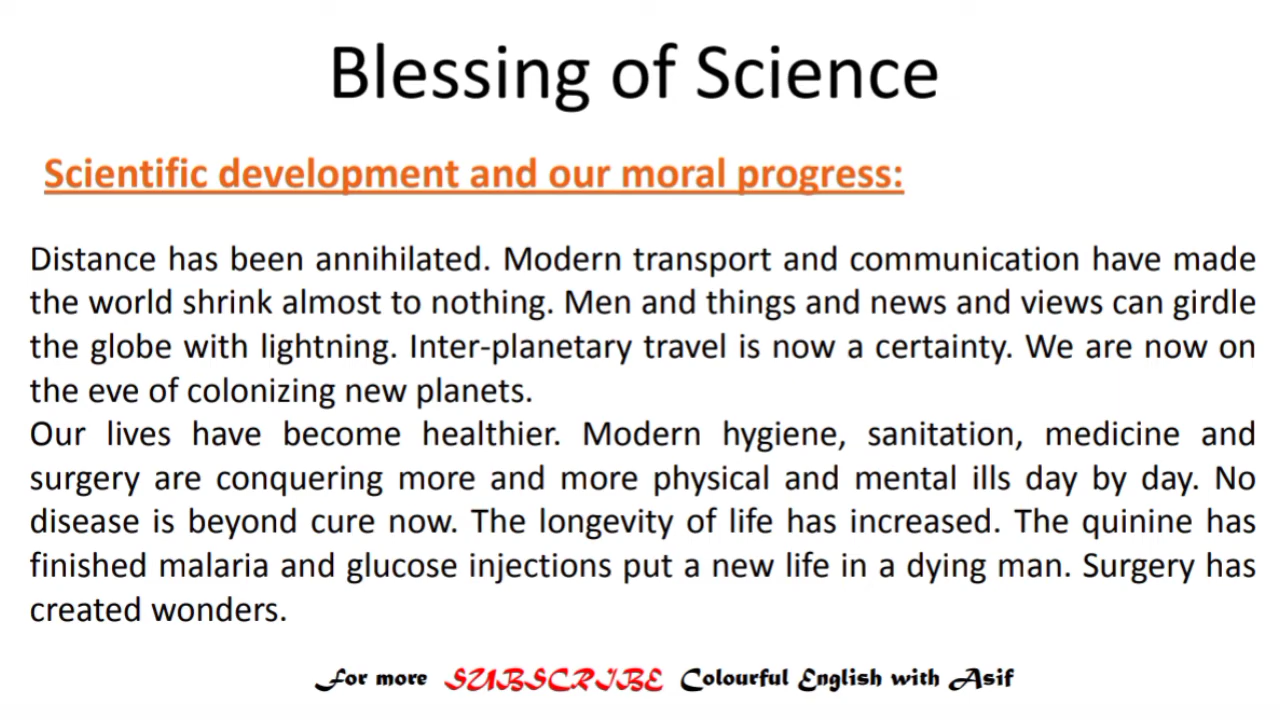 Blessing of Science
Scientific development and our moral progress:
Distance has been annihilated. Modern transport and communication have made
the world shrink almost to nothing. Men and things and news and views can girdle
the globe with lightning. Inter-planetary travel is now a certainty. We are now on
the eve of colonizing new planets.
Our lives have become healthier. Modern hygiene, sanitation, medicine and
surgery are conquering more and more physical and mental ills day by day. No
disease is beyond cure now. The longevity of life has increased. The quinine has
finished malaria and glucose injections put a new life in a dying man. Surgery has
created wonders.
For more SUBSCRIBE Colourful English with Asif